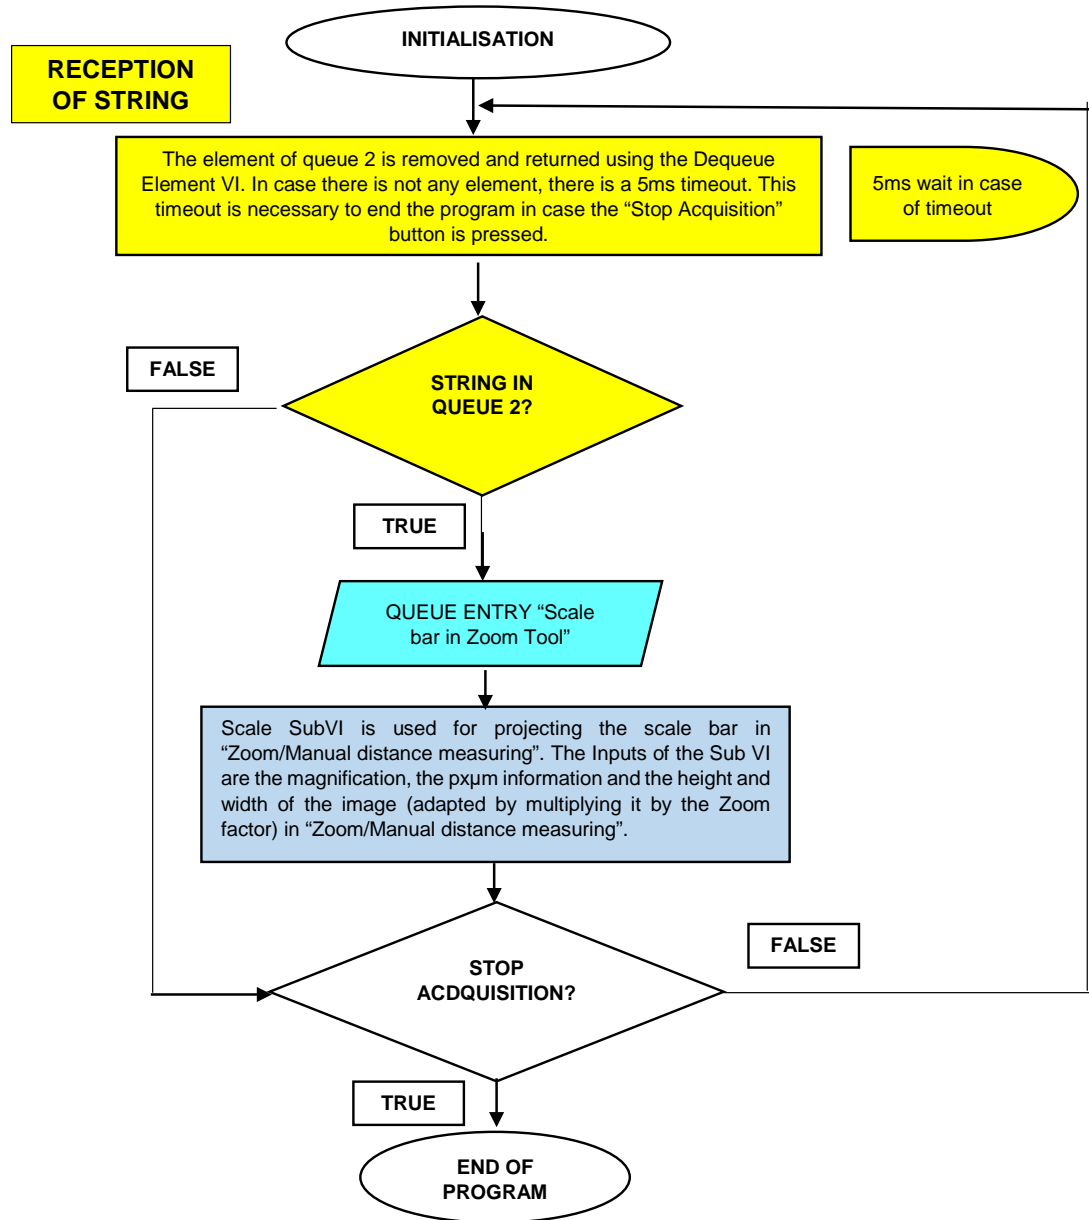 INITIALISATION
RECEPTION
OF STRING
The element of queue 2 is removed and returned using the Dequeue
Element VI. In case there is not any element, there is a 5ms timeout. This
timeout is necessary to end the program in case the “Stop Acquisition”
button is pressed.
5ms wait in case
of timeout
FALSE
STRING IN
QUEUE 2?
TRUE
QUEUE ENTRY “Scale
bar in Zoom Tool”
Scale SubVI is used for projecting the scale bar in
“Zoom/Manual distance measuring”. The Inputs of the Sub VI
are the magnification, the pxµm information and the height and
width of the image (adapted by multiplying it by the Zoom
factor) in “Zoom/Manual distance measuring”.
FALSE
STOP
ACDQUISITION?
TRUE
END OF
PROGRAM